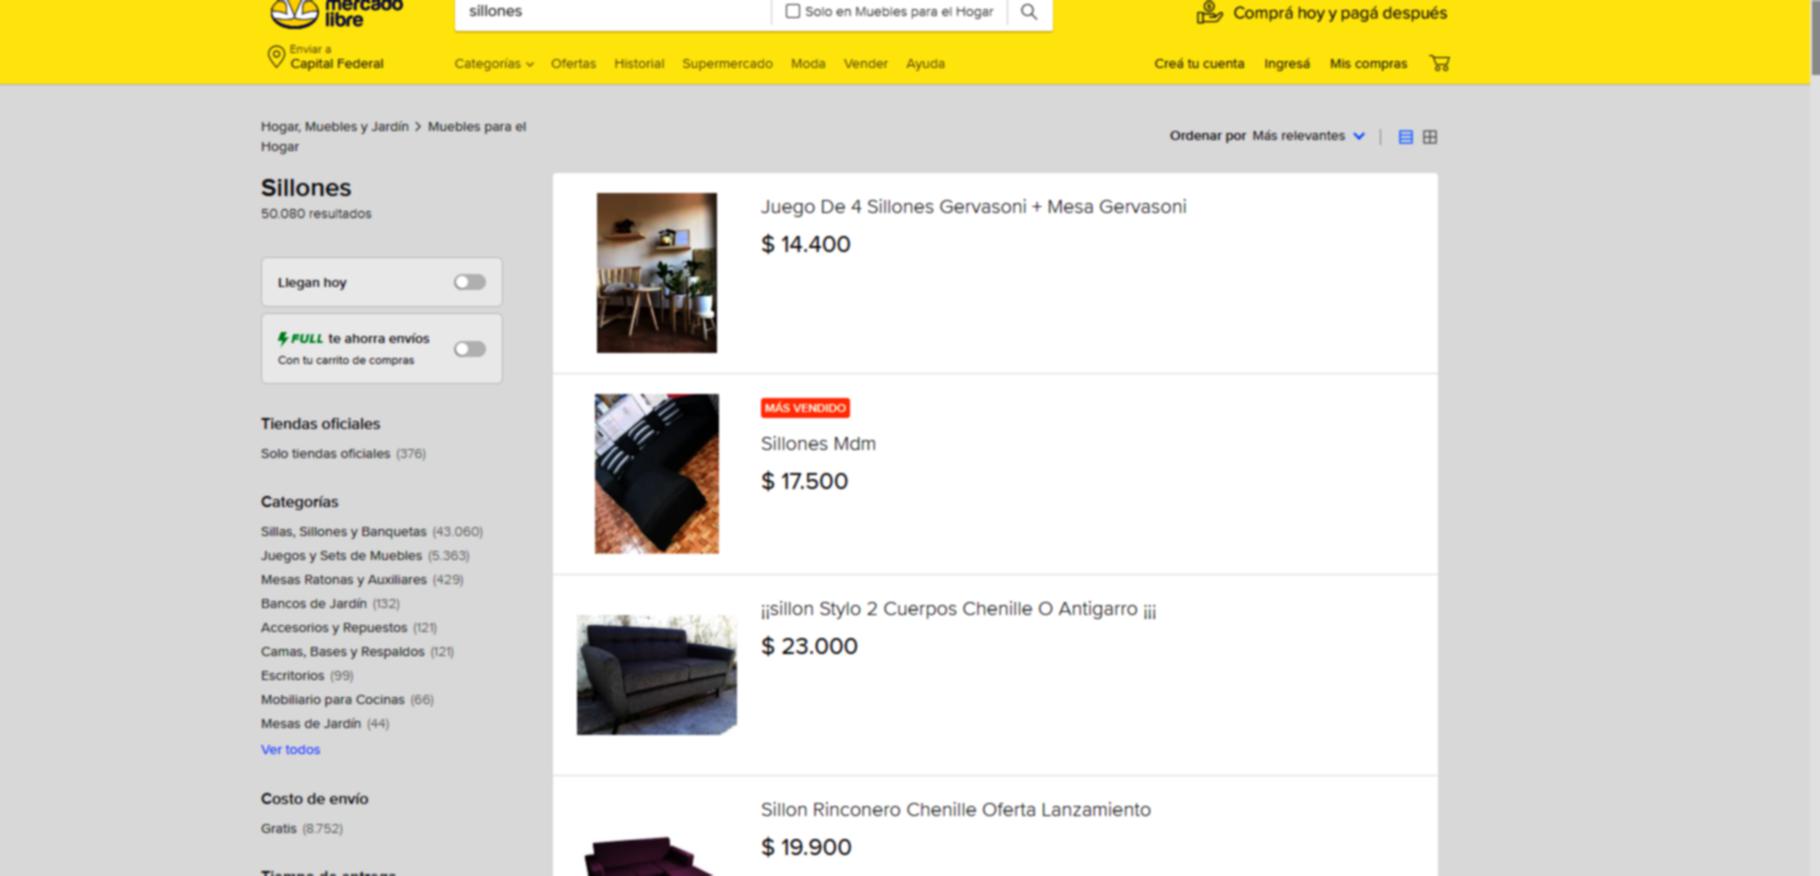 mercado
libre
sillones
Solo en Muebles para el Hogar
Comprá hoy y pagá después
Enviar a
Capital Federal
Categorías
Ofertas
Historial
Supermercado
Moda
Vender
Ayuda
Creá tu cuenta
Ingresá
Mis compras
Hogar, Muebles y Jardín > Muebles para el
Hogar
Ordenar por Más relevantes
Sillones
50.080 resultados
Llegan hoy
FULL te ahorra envíos
Con tu carrito de compras
Tiendas oficiales
Solo tiendas oficiales (376)
Categorías
Sillas, Sillones y Banquetas (43.060)
Juegos y Sets de Muebles (5.363)
Mesas Ratonas y Auxiliares (429)
Bancos de Jardín (132)
Accesorios y Repuestos (121)
Camas, Bases y Respaldos (121)
Escritorios (99)
Mobiliario para Cocinas (66)
Mesas de Jardín (44)
Ver todos
Costo de envío
Gratis (8.752)
Tiempo de entrega
Juego De 4 Sillones Gervasoni + Mesa Gervasoni
$ 14.400
MÁS VENDIDO
Sillones Mdm
$ 17.500
¡¡sillon Stylo 2 Cuerpos Chenille O Antigarro ¡¡¡
$ 23.000
Sillon Rinconero Chenille Oferta Lanzamiento
$ 19.900